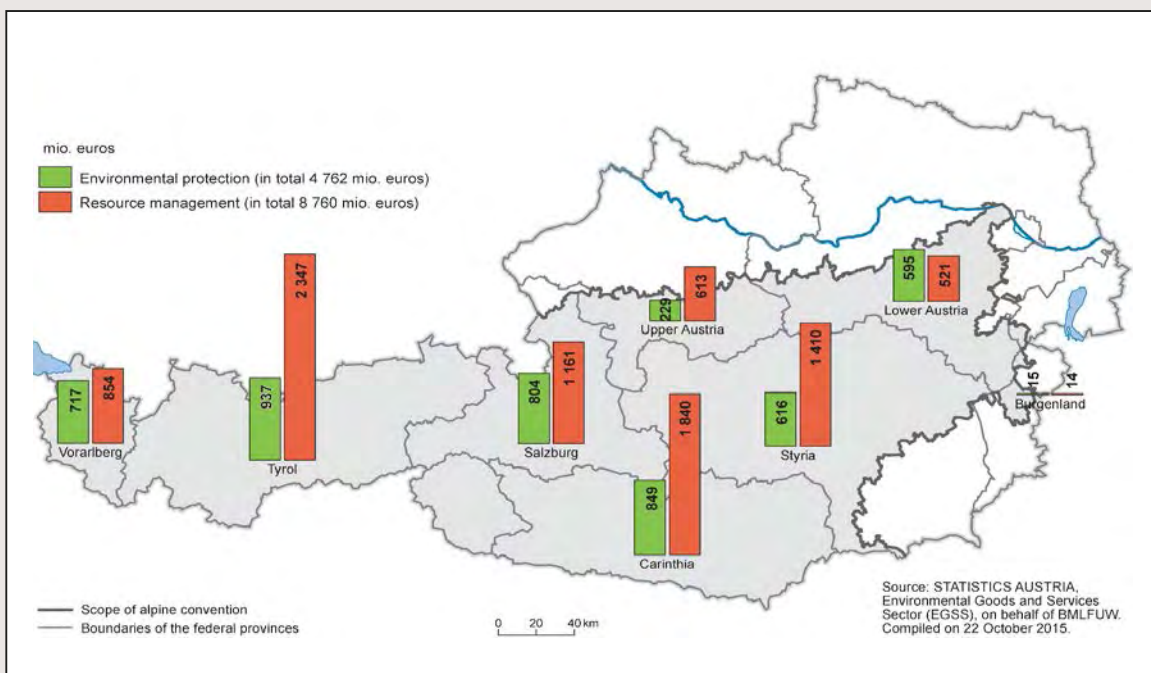 mio. euros
Environmental protection (in total 4 762 mio. euros)
Resource management (in total 8 760 mio. euros)
717
854
Vorarlberg
937
2 347
Tyrol
804
1 161
Salzburg
229
613
Upper Austria
849
1 840
Carinthia
616
1 410
Styria
595
521
Lower Austria
15
14
Burgenland
Scope of alpine convention
Boundaries of the federal provinces
0 20 40 km
Source: STATISTICS AUSTRIA,
Environmental Goods and Services
Sector (EGSS), on behalf of BMLFUW.
Compiled on 22 October 2015.